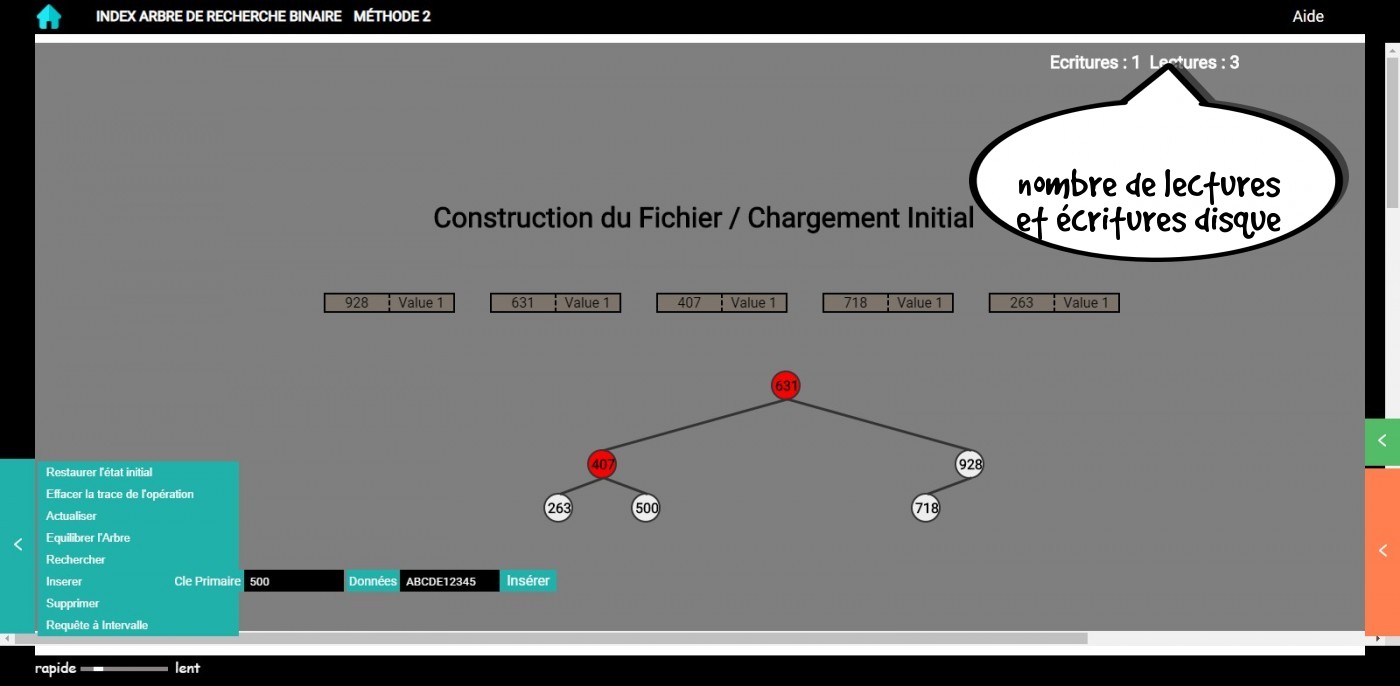 INDEX ARBRE DE RECHERCHE BINAIRE MÉTHODE 2
Aide
Ecritures : 1 Lectures : 3
nombre de lectures
et écritures disque
Construction du Fichier / Chargement Initial
928 Value 1 631 Value 1 407 Value 1 718 Value 1 263 Value 1
631
407 928
263 500 718
Restaurer l'état initial
Effacer la trace de l'opération
Actualiser
Equilibrer l'Arbre
Rechercher
Inserer Cle Primaire 500 Données ABCDE12345 Insérer
Supprimer
Requête à Intervalle
rapide lent